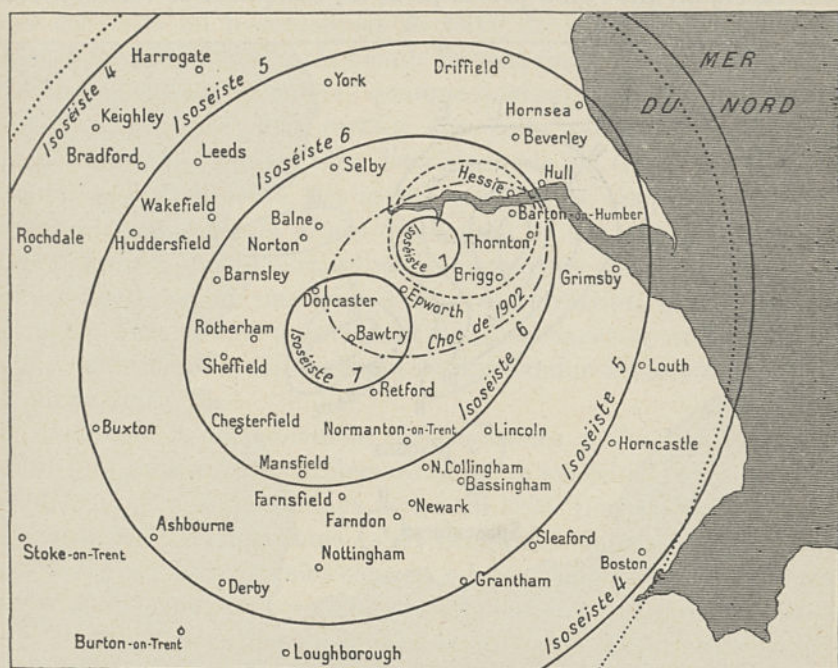 MER
DU NORD
Harrogate
Isoséiste 4
Isoséiste 5
York
Driffield
Keighley
Hornsea
Bradford
Leeds
Isoséiste 6
Selby
Beverley
Hessie
Hull
Wakefield
Balne
Barton-on-Humber
Rochdale
Huddersfield
Norton
Isoséiste 7
Thornton
Barnsley
Brigg
Grimsby
Doncaster
Epworth
Choc de 1902
Rotherham
Bawtry
Sheffield
Isoséiste 7
Isoséiste 6
Isoséiste 5
Louth
Retford
Buxton
Chesterfield
Normanton-on-Trent
Lincoln
Horncastle
Mansfield
N.Collingham
Bassingham
Farnsfield
Newark
Farndon
Ashbourne
Stoke-on-Trent
Sleaford
Nottingham
Boston
Derby
Grantham
Isoséiste 4
Burton-on-Trent
Loughborough